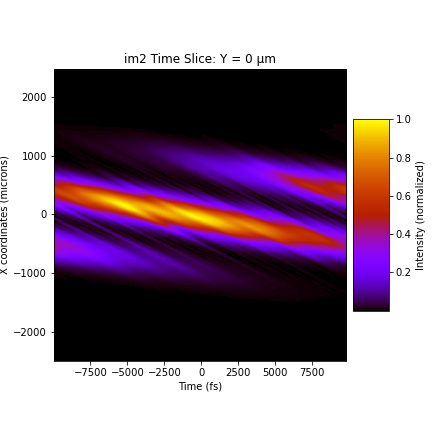 im2 Time Slice: Y = 0 μm
2000
1000
0
−1000
−2000
X coordinates (microns)
−7500 −5000 −2500 0 2500 5000 7500
Time (fs)
1.0
0.8
0.6
0.4
0.2
Intensity (normalized)